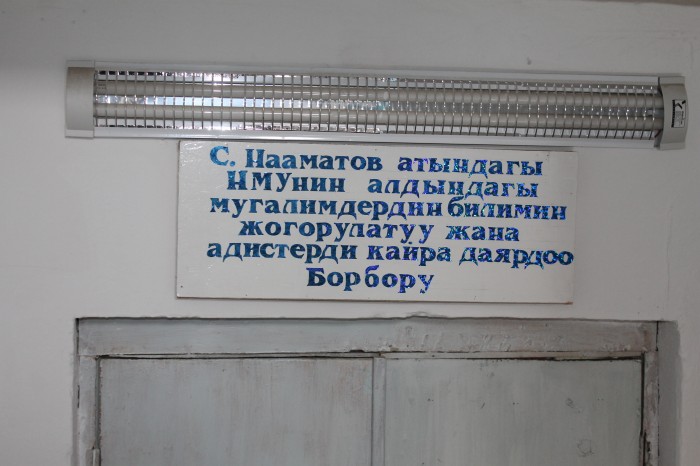 С. Нааматов атындагы
НМУнин алдындагы
мугалимдердин билимин
жогорулатуу жана
адистерди кайра даярдоо
Борбору